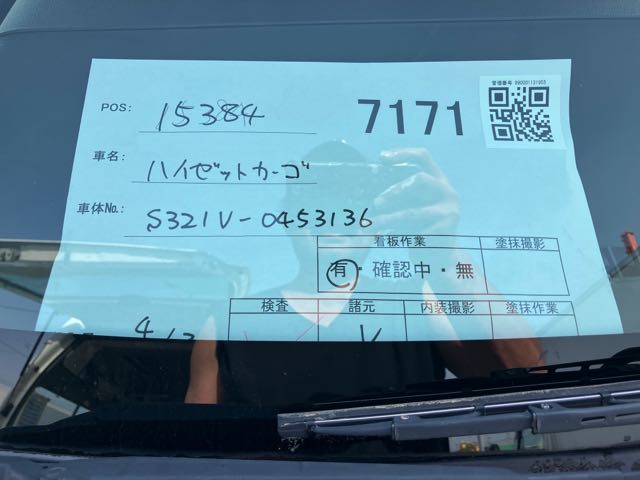 管理番号 990001131955
POS: 15384 7171
車名: ハイゼットカーゴ
車体No.: S321V-0453136
看板作業 塗抹撮影
有・確認中・無
検査 諸元 内装撮影 塗抹作業